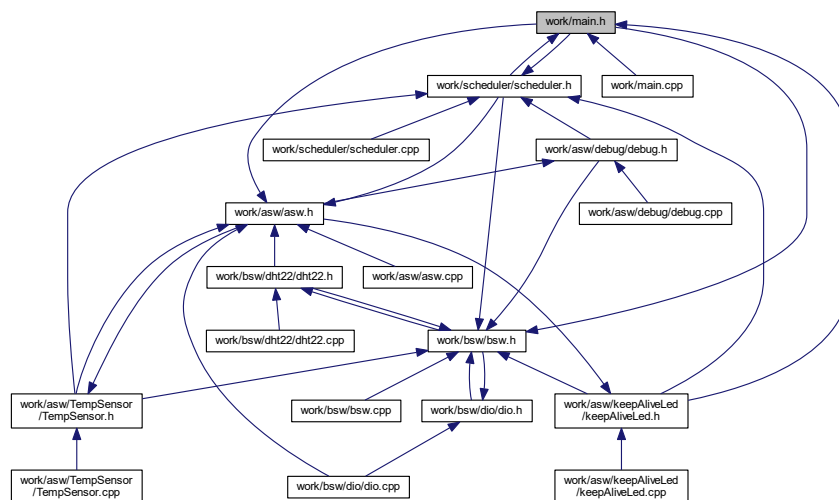 work/main.h
work/scheduler/scheduler.h
work/main.cpp
work/scheduler/scheduler.cpp
work/asw/debug/debug.h
work/asw/asw.h
work/asw/debug/debug.cpp
work/bsw/dht22/dht22.h
work/asw/asw.cpp
work/bsw/dht22/dht22.cpp
work/bsw/bsw.h
work/asw/TempSensor
/TempSensor.h
work/bsw/bsw.cpp
work/bsw/dio/dio.h
work/asw/keepAliveLed
/keepAliveLed.h
work/asw/TempSensor
/TempSensor.cpp
work/bsw/dio/dio.cpp
work/asw/keepAliveLed
/keepAliveLed.cpp